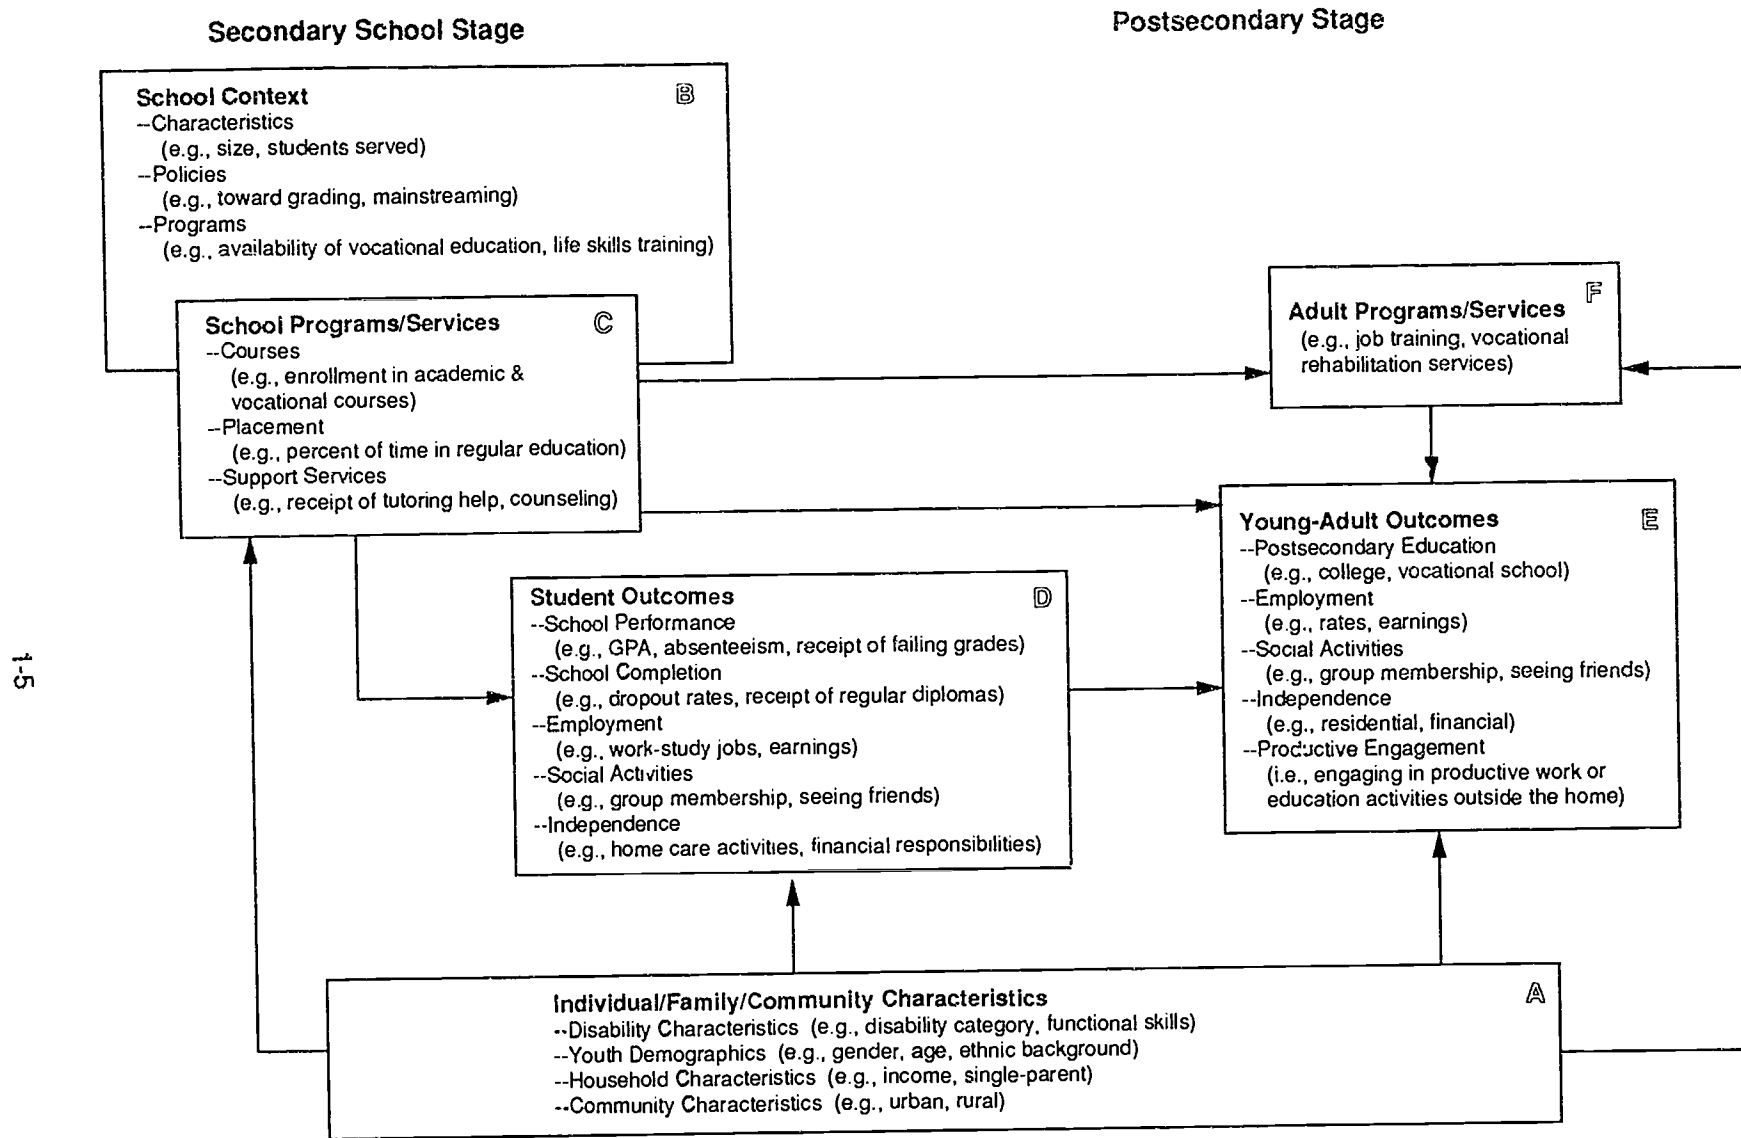 Secondary School Stage
Postsecondary Stage
School Context
B
--Characteristics
(e.g., size, students served)
--Policies
(e.g., toward grading, mainstreaming)
--Programs
(e.g., availability of vocational education, life skills training)
School Programs/Services
C
--Courses
(e.g., enrollment in academic &
vocational courses)
--Placement
(e.g., percent of time in regular education)
--Support Services
(e.g., receipt of tutoring help, counseling)
Adult Programs/Services
F
(e.g., job training, vocational
rehabilitation services)
Student Outcomes
D
--School Performance
(e.g., GPA, absenteeism, receipt of failing grades)
--School Completion
(e.g., dropout rates, receipt of regular diplomas)
--Employment
(e.g., work-study jobs, earnings)
--Social Activities
(e.g., group membership, seeing friends)
--Independence
(e.g., home care activities, financial responsibilities)
Young-Adult Outcomes
E
--Postsecondary Education
(e.g., college, vocational school)
--Employment
(e.g., rates, earnings)
--Social Activities
(e.g., group membership, seeing friends)
--Independence
(e.g., residential, financial)
--Productive Engagement
(i.e., engaging in productive work or
education activities outside the home)
Individual/Family/Community Characteristics
A
--Disability Characteristics (e.g., disability category, functional skills)
--Youth Demographics (e.g., gender, age, ethnic background)
--Household Characteristics (e.g., income, single-parent)
--Community Characteristics (e.g., urban, rural)
1-5